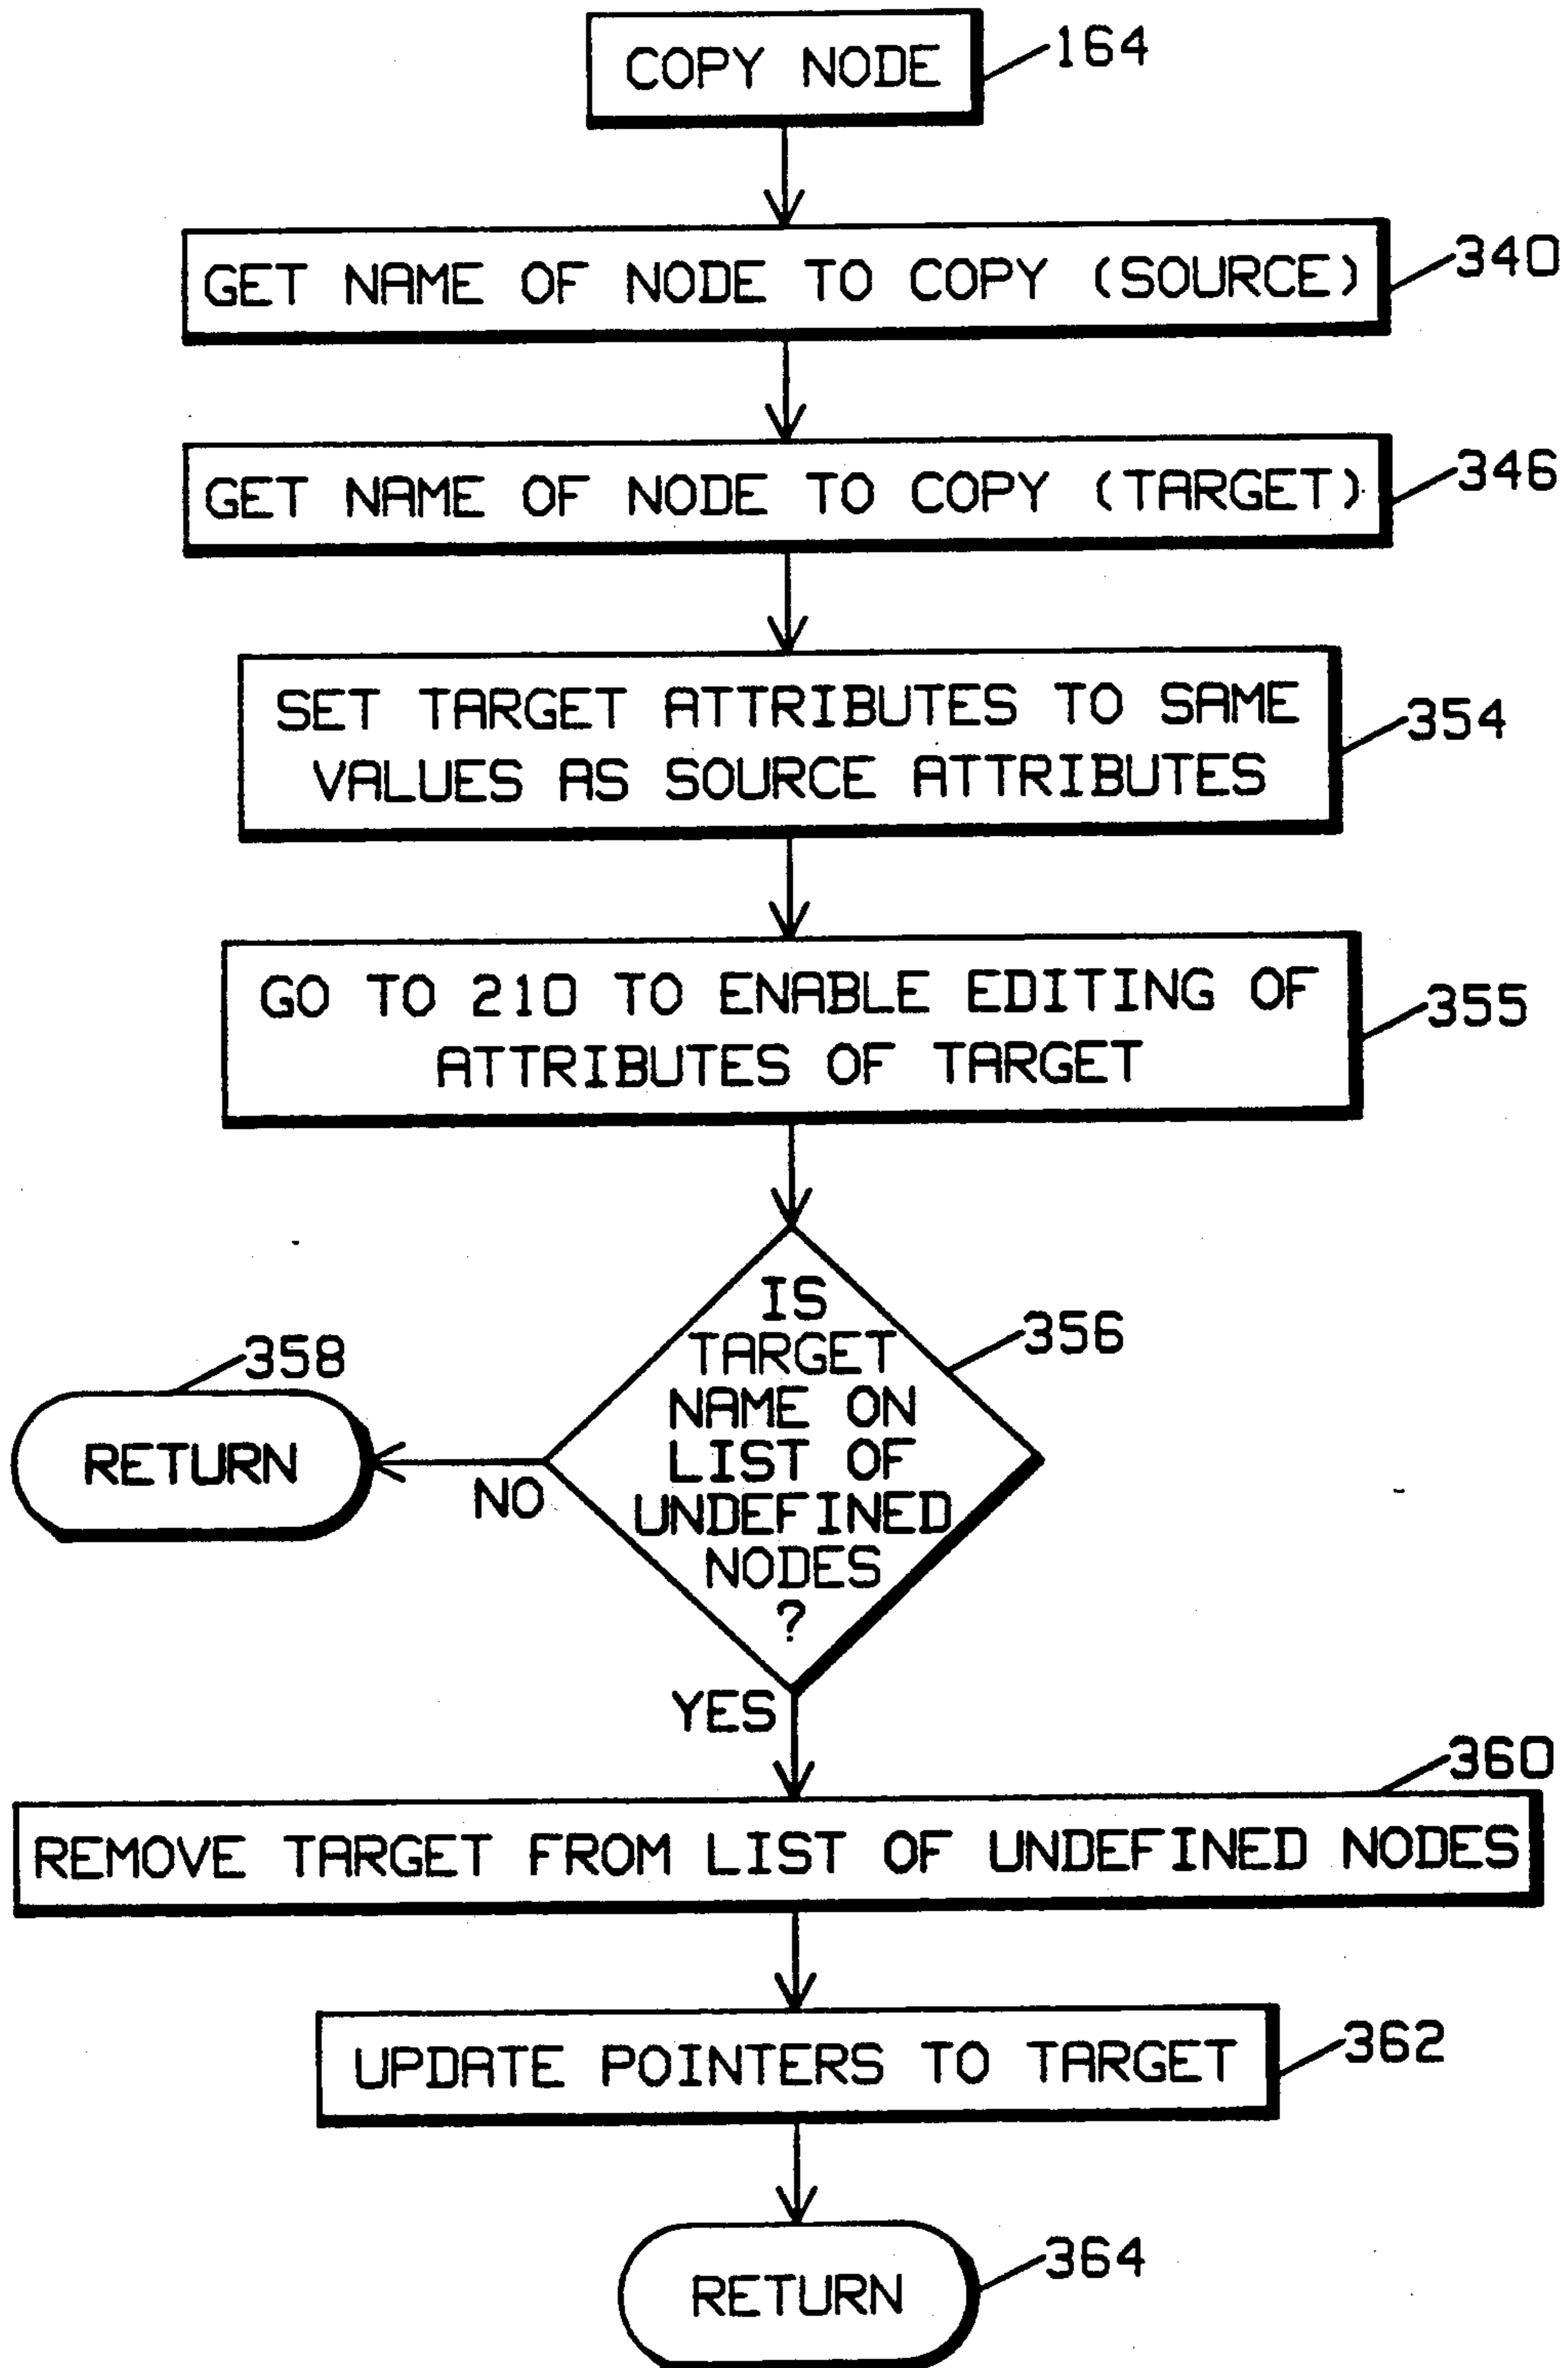 COPY NODE
164
GET NAME OF NODE TO COPY (SOURCE)
340
GET NAME OF NODE TO COPY (TARGET)
346
SET TARGET ATTRIBUTES TO SAME
VALUES AS SOURCE ATTRIBUTES
354
GO TO 210 TO ENABLE EDITING OF
ATTRIBUTES OF TARGET
355
IS
TARGET
NAME ON
LIST OF
UNDEFINED
NODES
?
356
358
RETURN
NO
YES
360
REMOVE TARGET FROM LIST OF UNDEFINED NODES
UPDATE POINTERS TO TARGET
362
RETURN
364